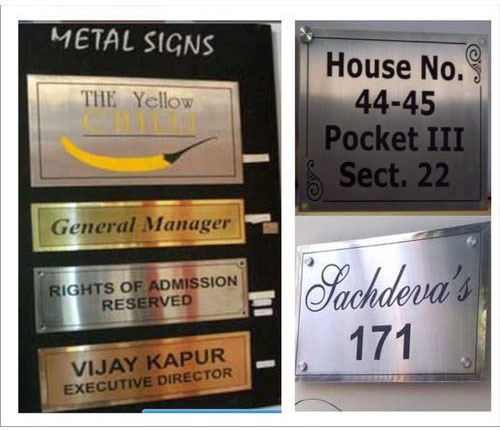 METAL SIGNS
THE Yellow
CHILLI
General Manager
RIGHTS OF ADMISSION
RESERVED
VIJAY KAPUR
EXECUTIVE DIRECTOR
House No.
44-45
Pocket III
Sect. 22
Sachdeva's
171